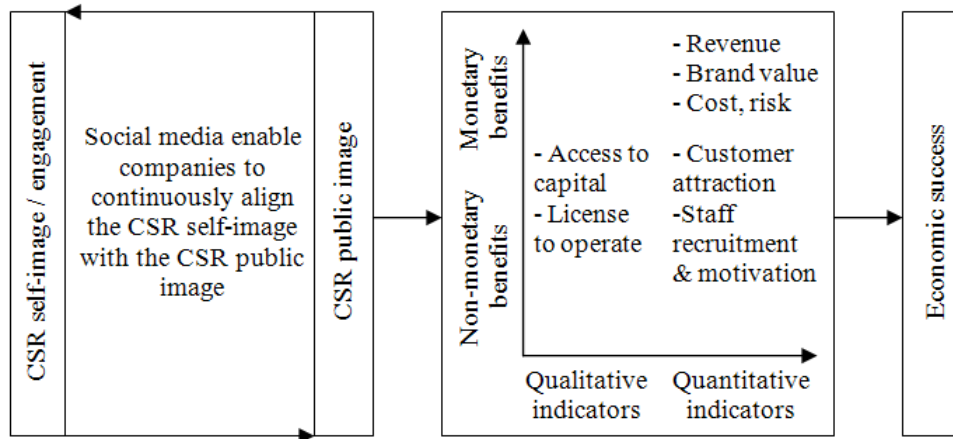 CSR self-image / engagement
Social media enable
companies to
continuously align
the CSR self-image
with the CSR public
image
CSR public image
Monetary
benefits
Non-monetary
benefits
- Revenue
- Brand value
- Cost, risk
- Access to
capital
- License
to operate
- Customer
attraction
-Staff
recruitment
& motivation
Qualitative
indicators
Quantitative
indicators
Economic success